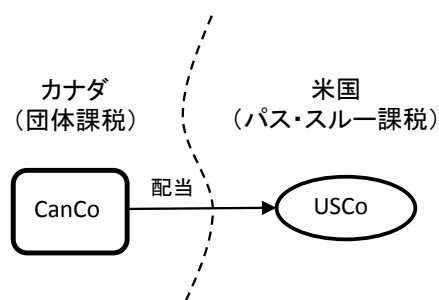 カナダ
（団体課税）
米国
（パス・スルー課税）
配当
CanCo
USCo